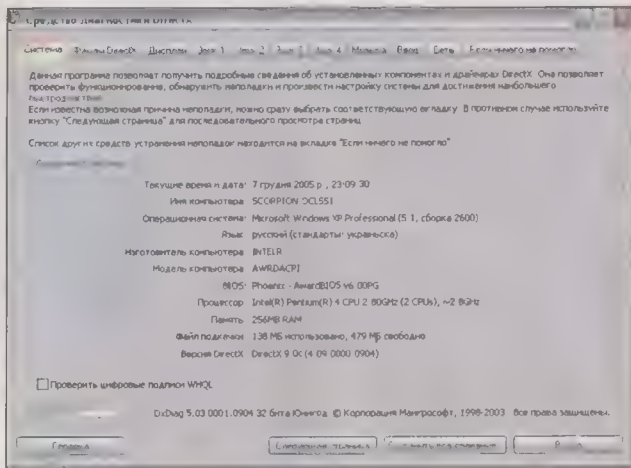 Средство диагностики DirectX
Система Файлы DirectX Дисплей Звук 1 Звук 2 Звук 3 Звук 4 Музыка Ввод Сеть Если ничего не помогло
Данная программа позволяет получить подробные сведения об установленных компонентах и драйверах DirectX. Она позволяет
проверить функционирование, обнаружить неполадки и произвести настройку системы для достижения наибольшего
быстродействия.
Если известна возможная причина неполадки, можно сразу выбрать соответствующую вкладку. В противном случае используйте
кнопку "Следующая страница" для последовательного просмотра страниц.
Список других средств устранения неполадок находится на вкладке "Если ничего не помогло"
Текущие время и дата: 7 грудня 2005 р., 23:09:30
Имя компьютера: SCORPION-DCL5SI
Операционная система: Microsoft Windows XP Professional (5.1, сборка 2600)
Язык: русский (стандарты: украньска)
Изготовитель компьютера: INTELR
Модель компьютера: AWRDACPI
BIOS: Phoenix - AwardBIOS v6.00PG
Процессор: Intel(R) Pentium(R) 4 CPU 2.80GHz (2 CPUs), ~2.8GHz
Память: 256MB RAM
Файл подкачки: 138 МБ использовано, 479 МБ свободно
Версия DirectX: DirectX 9.0c (4.09.0000.0904)
Проверить цифровые подписи WHQL
DxDiag 5.03.0001.0904 32 бита Юникод. © Корпорация Майкрософт, 1998-2003. Все права защищены.
Справка